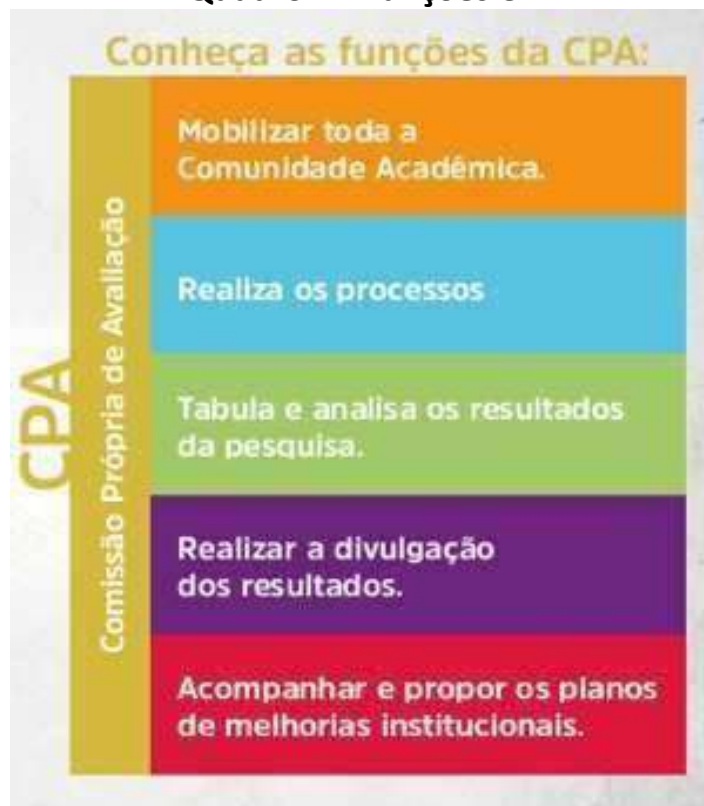 Conheça as funções da CPA:
CPA
Comissão Própria de Avaliação
Mobilizar toda a
Comunidade Acadêmica.
Realiza os processos
Tabula e analisa os resultados
da pesquisa.
Realizar a divulgação
dos resultados.
Acompanhar e propor os planos
de melhorias institucionais.